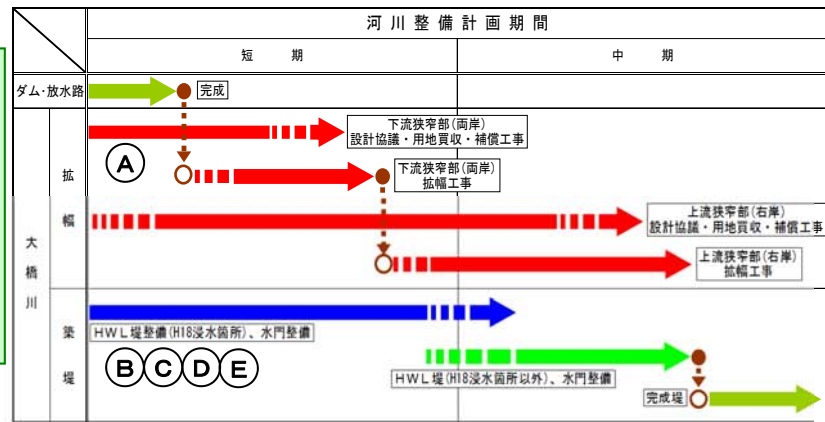 河川整備計画期間
短　期
中　期
ダム・放水路
完成
下流狭窄部(両岸)
設計協議・用地買収・補償工事
A
下流狭窄部(両岸)
拡幅工事
拡幅
上流狭窄部(右岸)
設計協議・用地買収・補償工事
上流狭窄部(右岸)
拡幅工事
大橋川
築堤
HWL堤整備(H18浸水箇所)、水門整備
B C D E
HWL堤(H18浸水箇所以外)、水門整備
完成堤